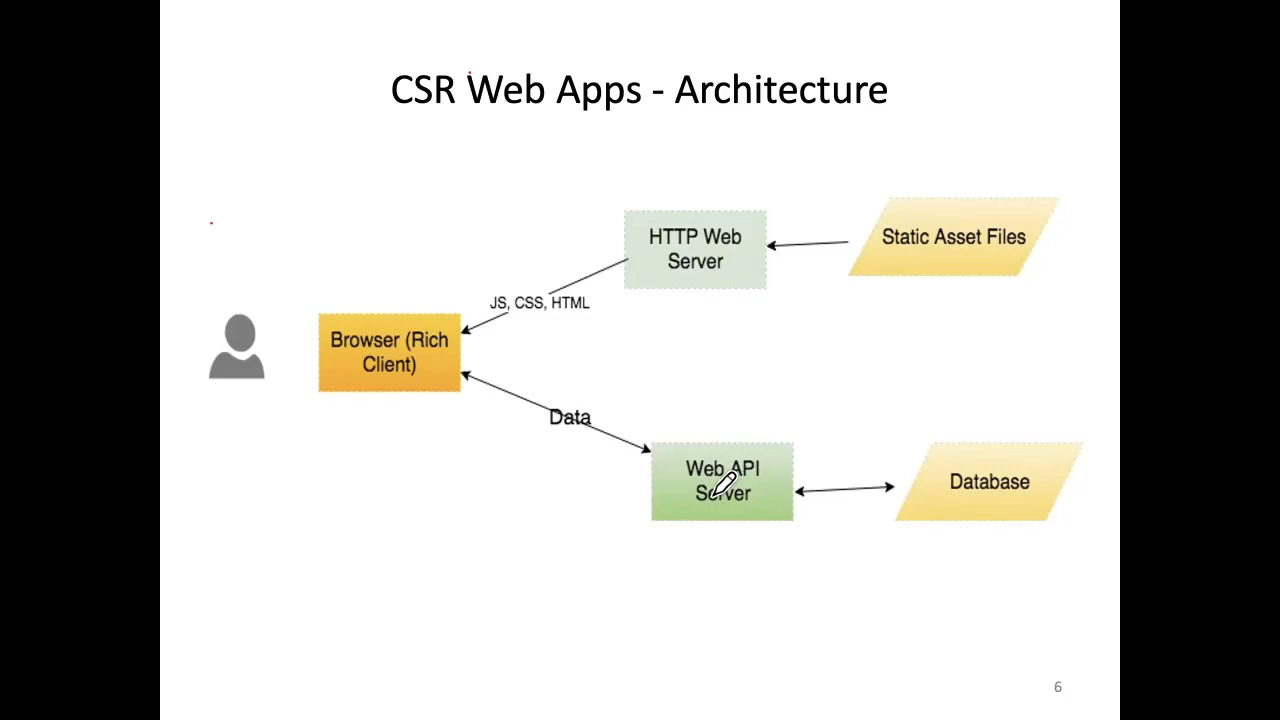 CSR Web Apps - Architecture
HTTP Web
Server
Static Asset Files
JS, CSS, HTML
Browser (Rich
Client)
Data
Web API
Server
Database
6